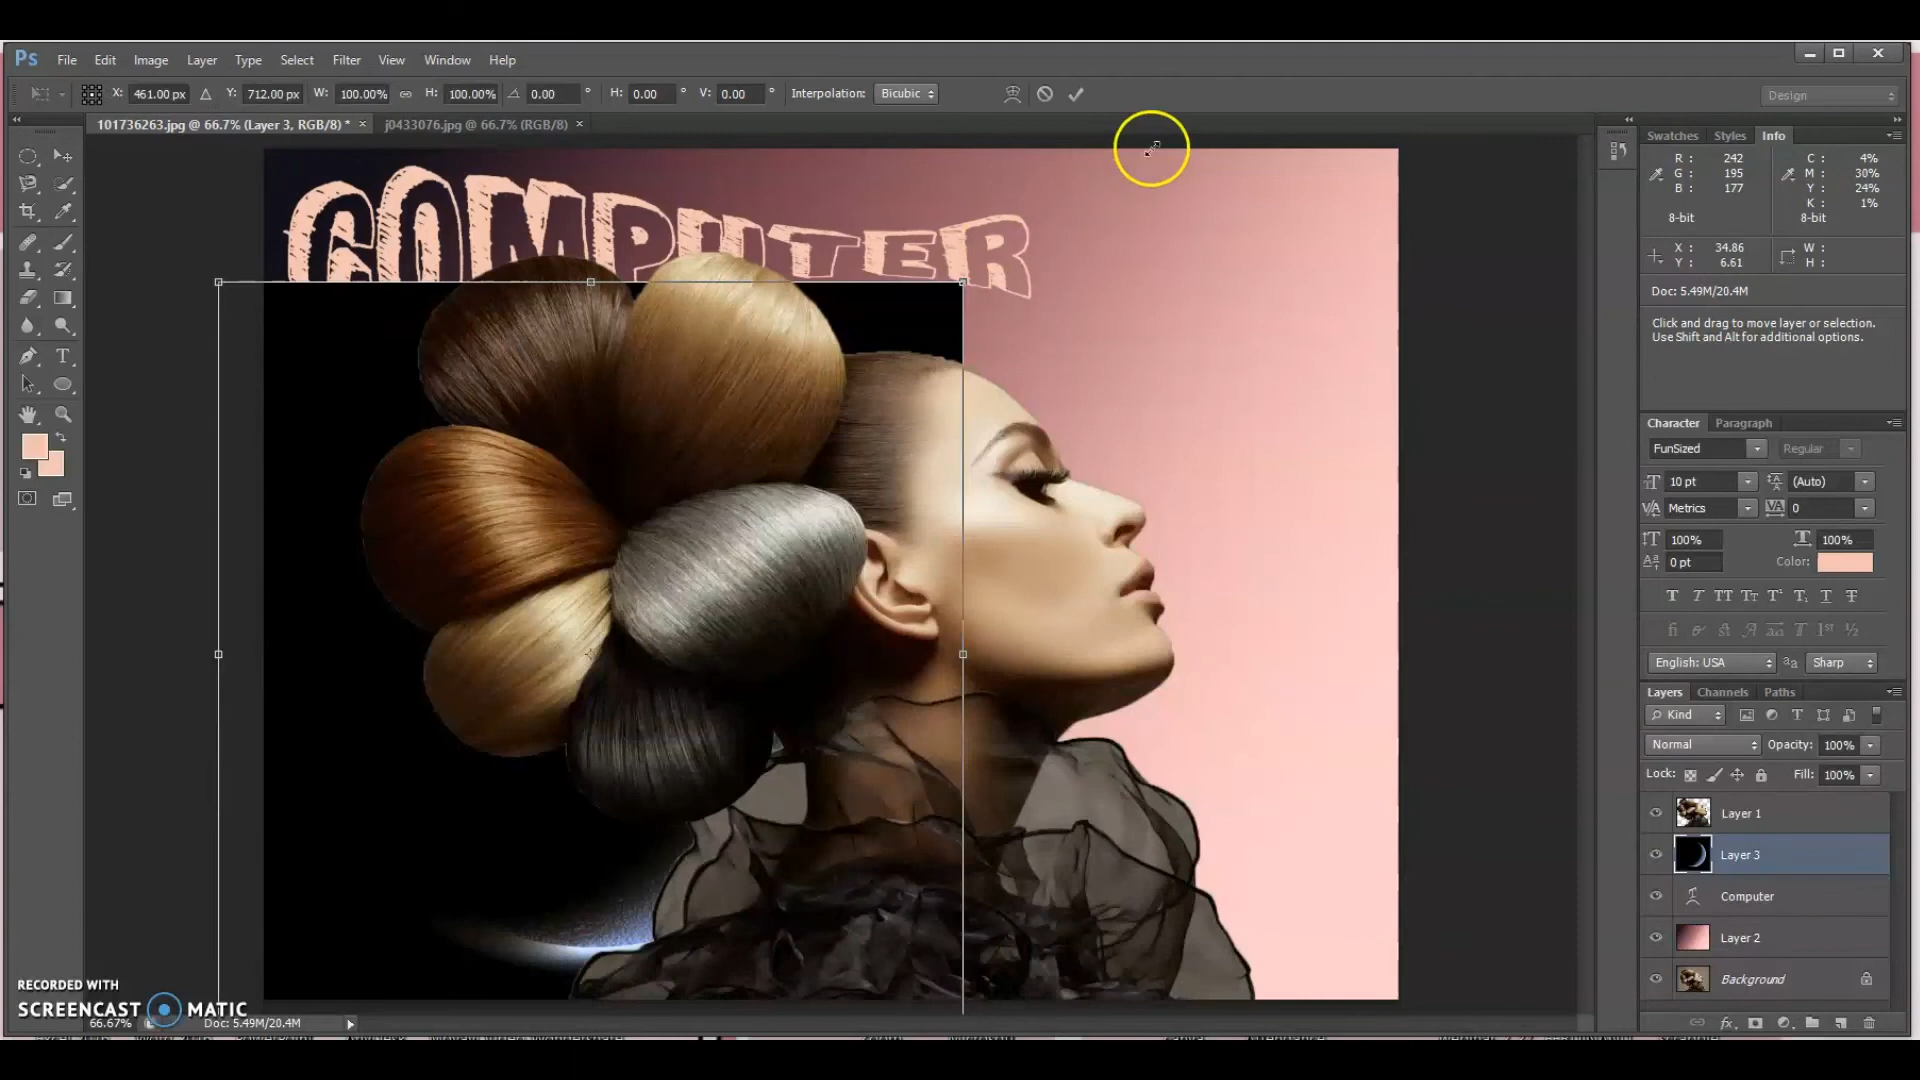 Ps File Edit Image Layer Type Select Filter View Window Help
X: 461.00 px Y: 712.00 px W: 100.00% H: 100.00% 0.00 ° H: 0.00 ° V: 0.00 ° Interpolation: Bicubic Design
101736263.jpg @ 66.7% (Layer 3, RGB/8) * × j0433076.jpg @ 66.7% (RGB/8) ×
COMPUTER
Swatches Styles Info
R: 242 C: 4%
G: 195 M: 30%
B: 177 Y: 24%
K: 1%
8-bit 8-bit
X: 34.86 W:
Y: 6.61 H:
Doc: 5.49M/20.4M
Click and drag to move layer or selection.
Use Shift and Alt for additional options.
Character Paragraph
FunSized Regular
10 pt (Auto)
Metrics 0
100% 100%
0 pt Color:
English: USA Sharp
Layers Channels Paths
Kind
Normal Opacity: 100%
Lock: Fill: 100%
Layer 1
Layer 3
Computer
Layer 2
Background
RECORDED WITH
SCREENCAST MATIC
66.67% Doc: 5.49M/20.4M